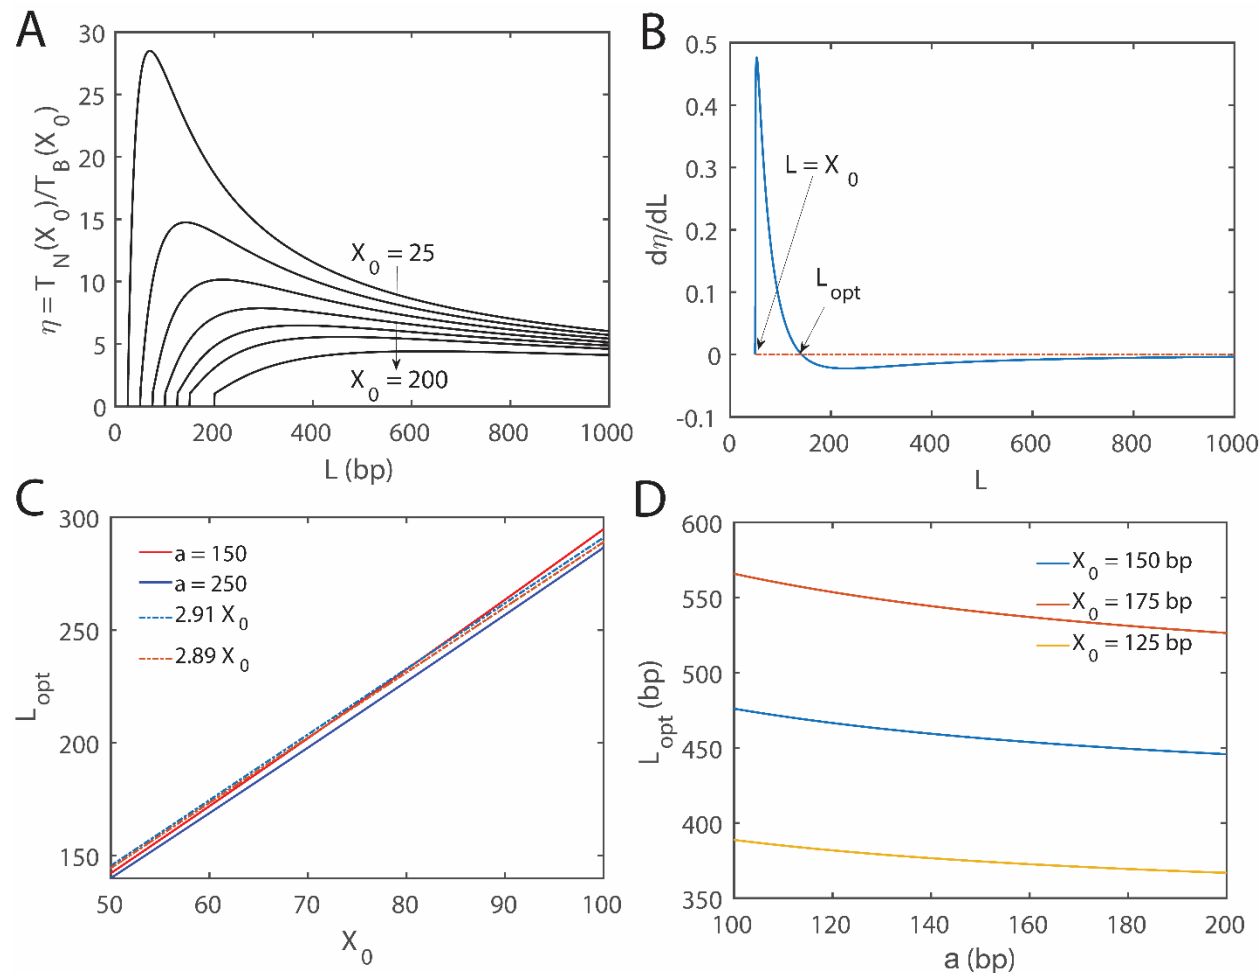 A
η = T_N(X_0)/T_B(X_0)
30
25
20
15
10
5
0
X_0 = 25
X_0 = 200
0 200 400 600 800 1000
L (bp)
B
dη/dL
0.5
0.4
0.3
0.2
0.1
0
-0.1
L = X_0
L_opt
0 200 400 600 800 1000
L
C
L_opt
300
250
200
150
a = 150
a = 250
2.91 X_0
2.89 X_0
50 60 70 80 90 100
X_0
D
L_opt (bp)
600
550
500
450
400
350
X_0 = 150 bp
X_0 = 175 bp
X_0 = 125 bp
100 120 140 160 180 200
a (bp)